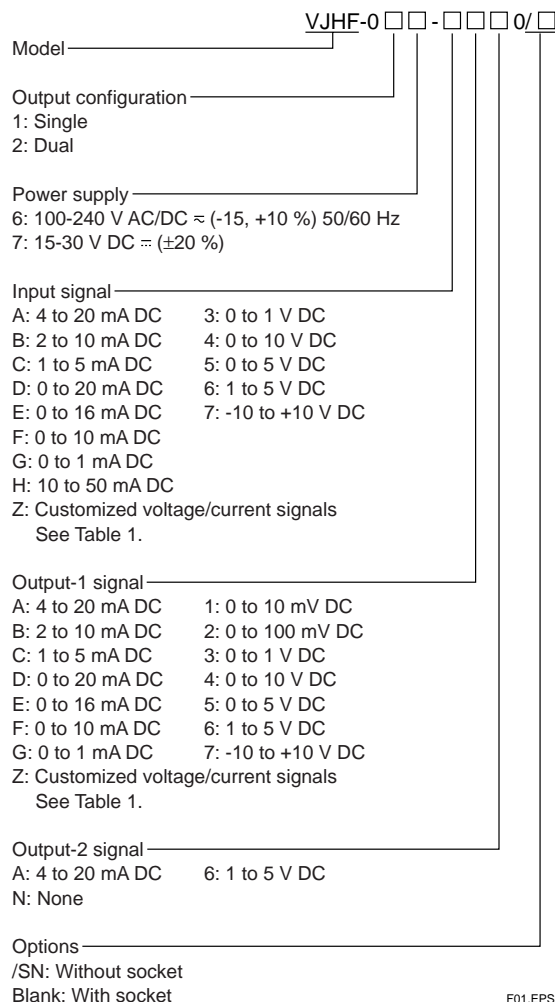 VJHF-0 □ □ - □ □ □ 0/ □
Model
Output configuration
1: Single
2: Dual
Power supply
6: 100-240 V AC/DC ≂ (-15, +10 %) 50/60 Hz
7: 15-30 V DC ⎓ (±20 %)
Input signal
A: 4 to 20 mA DC 3: 0 to 1 V DC
B: 2 to 10 mA DC 4: 0 to 10 V DC
C: 1 to 5 mA DC 5: 0 to 5 V DC
D: 0 to 20 mA DC 6: 1 to 5 V DC
E: 0 to 16 mA DC 7: -10 to +10 V DC
F: 0 to 10 mA DC
G: 0 to 1 mA DC
H: 10 to 50 mA DC
Z: Customized voltage/current signals
See Table 1.
Output-1 signal
A: 4 to 20 mA DC 1: 0 to 10 mV DC
B: 2 to 10 mA DC 2: 0 to 100 mV DC
C: 1 to 5 mA DC 3: 0 to 1 V DC
D: 0 to 20 mA DC 4: 0 to 10 V DC
E: 0 to 16 mA DC 5: 0 to 5 V DC
F: 0 to 10 mA DC 6: 1 to 5 V DC
G: 0 to 1 mA DC 7: -10 to +10 V DC
Z: Customized voltage/current signals
See Table 1.
Output-2 signal
A: 4 to 20 mA DC 6: 1 to 5 V DC
N: None
Options
/SN: Without socket
Blank: With socket
F01.EPS